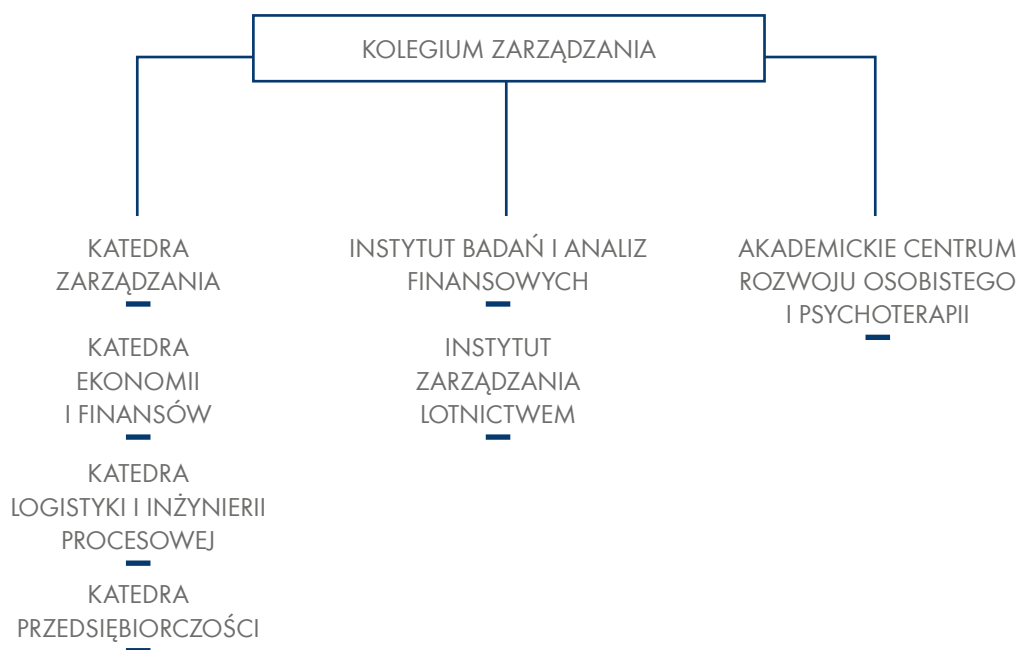 KOLEGIUM ZARZĄDZANIA
KATEDRA
ZARZĄDZANIA
KATEDRA
EKONOMII
I FINANSÓW
KATEDRA
LOGISTYKI I INŻYNIERII
PROCESOWEJ
KATEDRA
PRZEDSIĘBIORCZOŚCI
INSTYTUT BADAŃ I ANALIZ
FINANSOWYCH
INSTYTUT
ZARZĄDZANIA
LOTNICTWEM
AKADEMICKIE CENTRUM
ROZWOJU OSOBISTEGO
I PSYCHOTERAPII